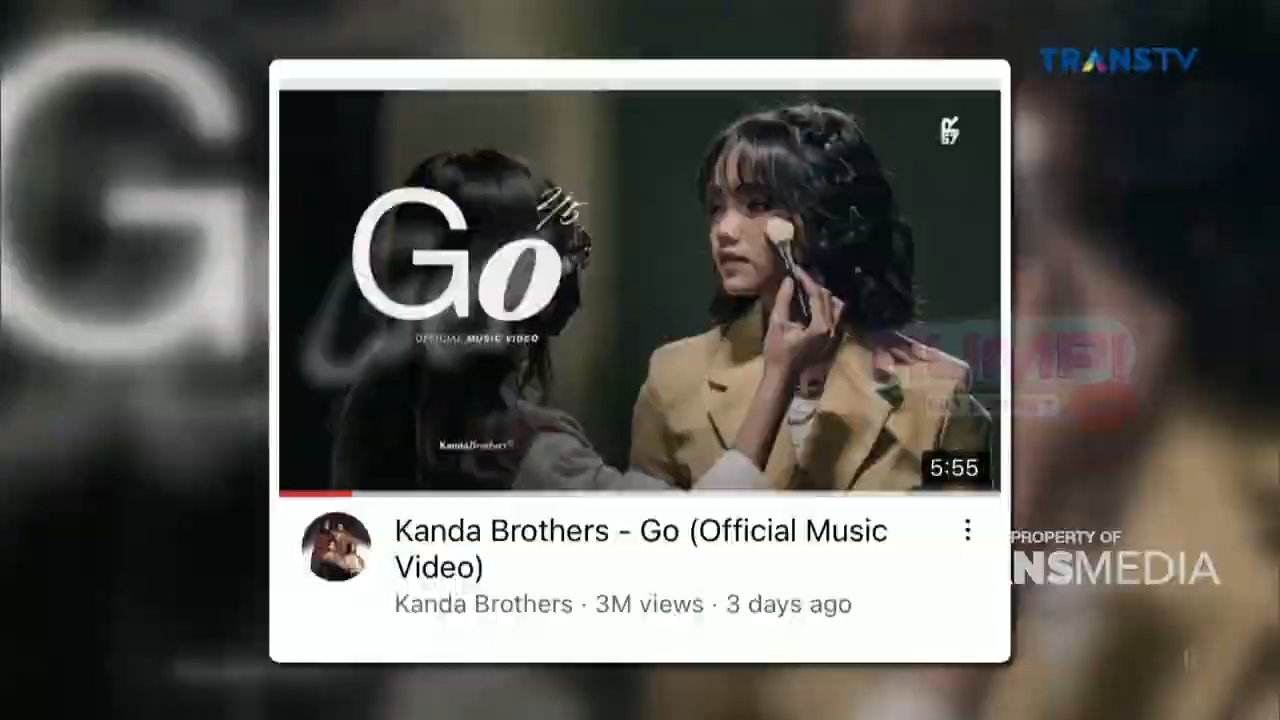 TRANSTV
Go
OFFICIAL MUSIC VIDEO
KandaBrothers
5:55
Kanda Brothers - Go (Official Music
Video)
Kanda Brothers · 3M views · 3 days ago
PROPERTY OF
NSMEDIA
G